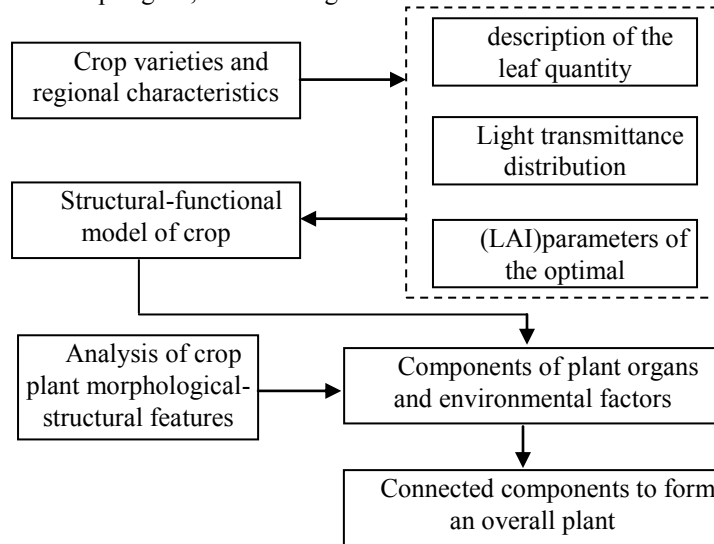 Crop varieties and
regional characteristics
description of the
leaf quantity
Light transmittance
distribution
(LAI)parameters of
the optimal
Structural-functional
model of crop
Analysis of crop
plant morphological-
structural features
Components of plant organs
and environmental factors
Connected components to form
an overall plant